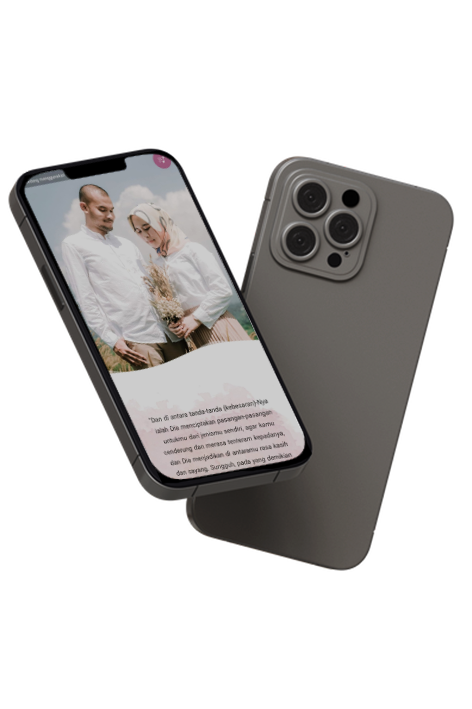 "Dan di antara tanda-tanda (kebesaran)-Nya
ialah Dia menciptakan pasangan-pasangan
untukmu dari jenismu sendiri, agar kamu
cenderung dan merasa tenteram kepadanya,
dan Dia menjadikan di antaramu rasa kasih
dan sayang. Sungguh, pada yang demikian